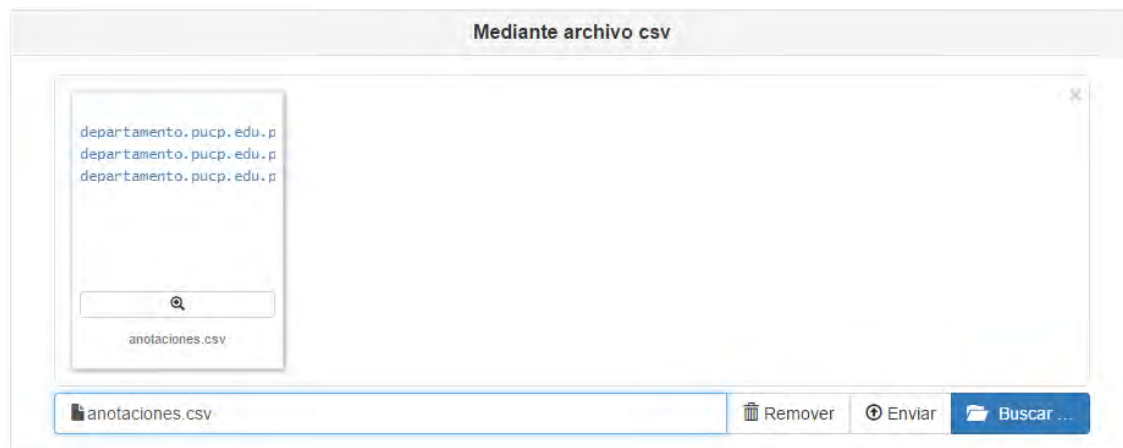 Mediante archivo csv
departamento.pucp.edu.p
departamento.pucp.edu.p
departamento.pucp.edu.p
anotaciones.csv
anotaciones.csv Remover Enviar Buscar ...